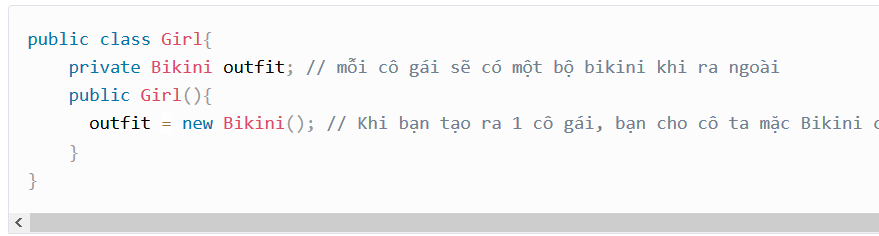 public class Girl{
private Bikini outfit; // mỗi cô gái sẽ có một bộ bikini khi ra ngoài
public Girl(){
outfit = new Bikini(); // Khi bạn tạo ra 1 cô gái, bạn cho cô ta mặc Bikini
}
}